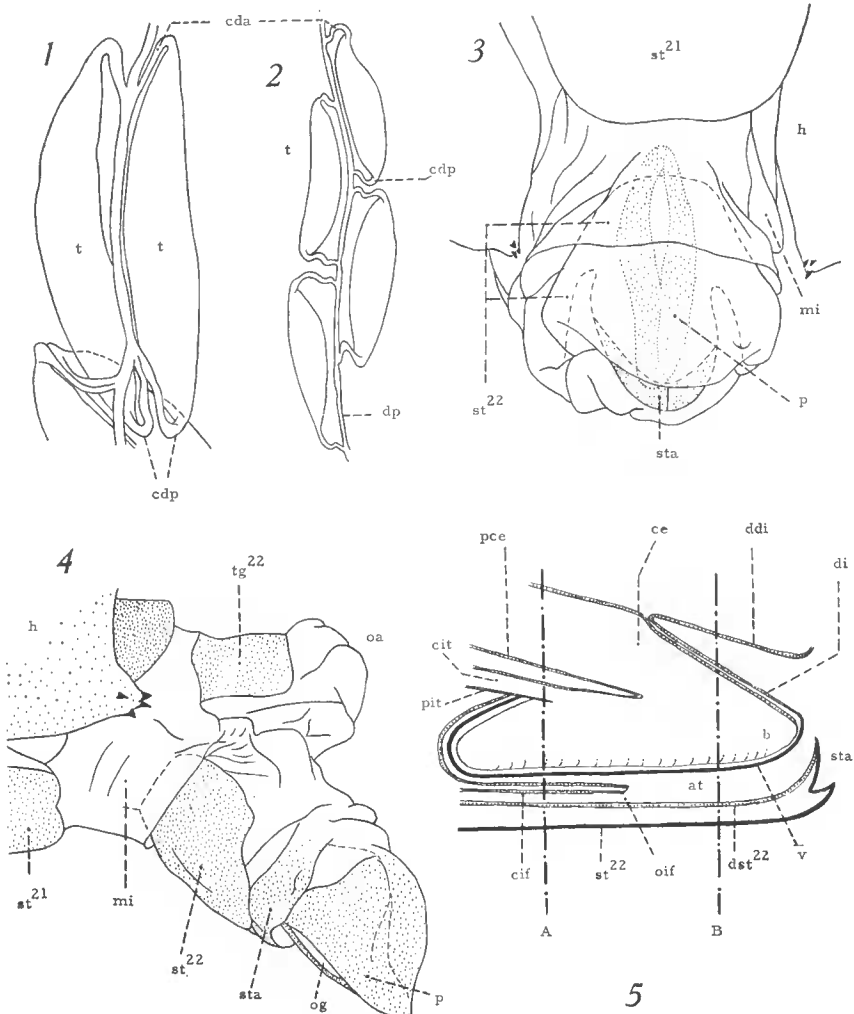 1
cda
2
3
st21
t
h
cdp
t
t
mi
dp
st22
p
sta
cdp
4
tg22
h
oa
st21
mi
st22
sta
og
p
pce
ce
ddi
di
cit
pit
b
sta
at
cif
st22
oif
dst22
v
A
B
5